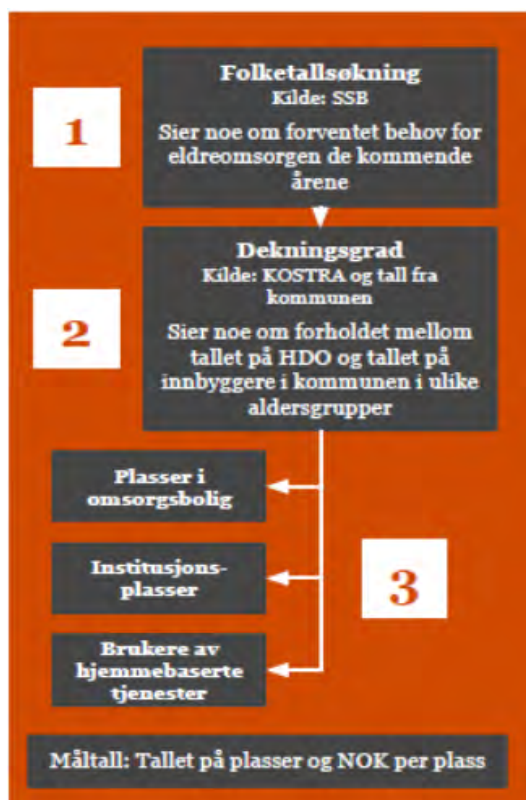 1
Folketallsøkning
Kilde: SSB
Sier noe om forventet behov for
eldreomsorgen de kommende
årene
2
Dekningsgrad
Kilde: KOSTRA og tall fra
kommunen
Sier noe om forholdet mellom
tallet på HDO og tallet på
innbyggere i kommunen i ulike
aldersgrupper
3
Plasser i
omsorgsbolig
Institusjons-
plasser
Brukere av
hjemmebaserte
tjenester
Måltall: Tallet på plasser og NOK per plass